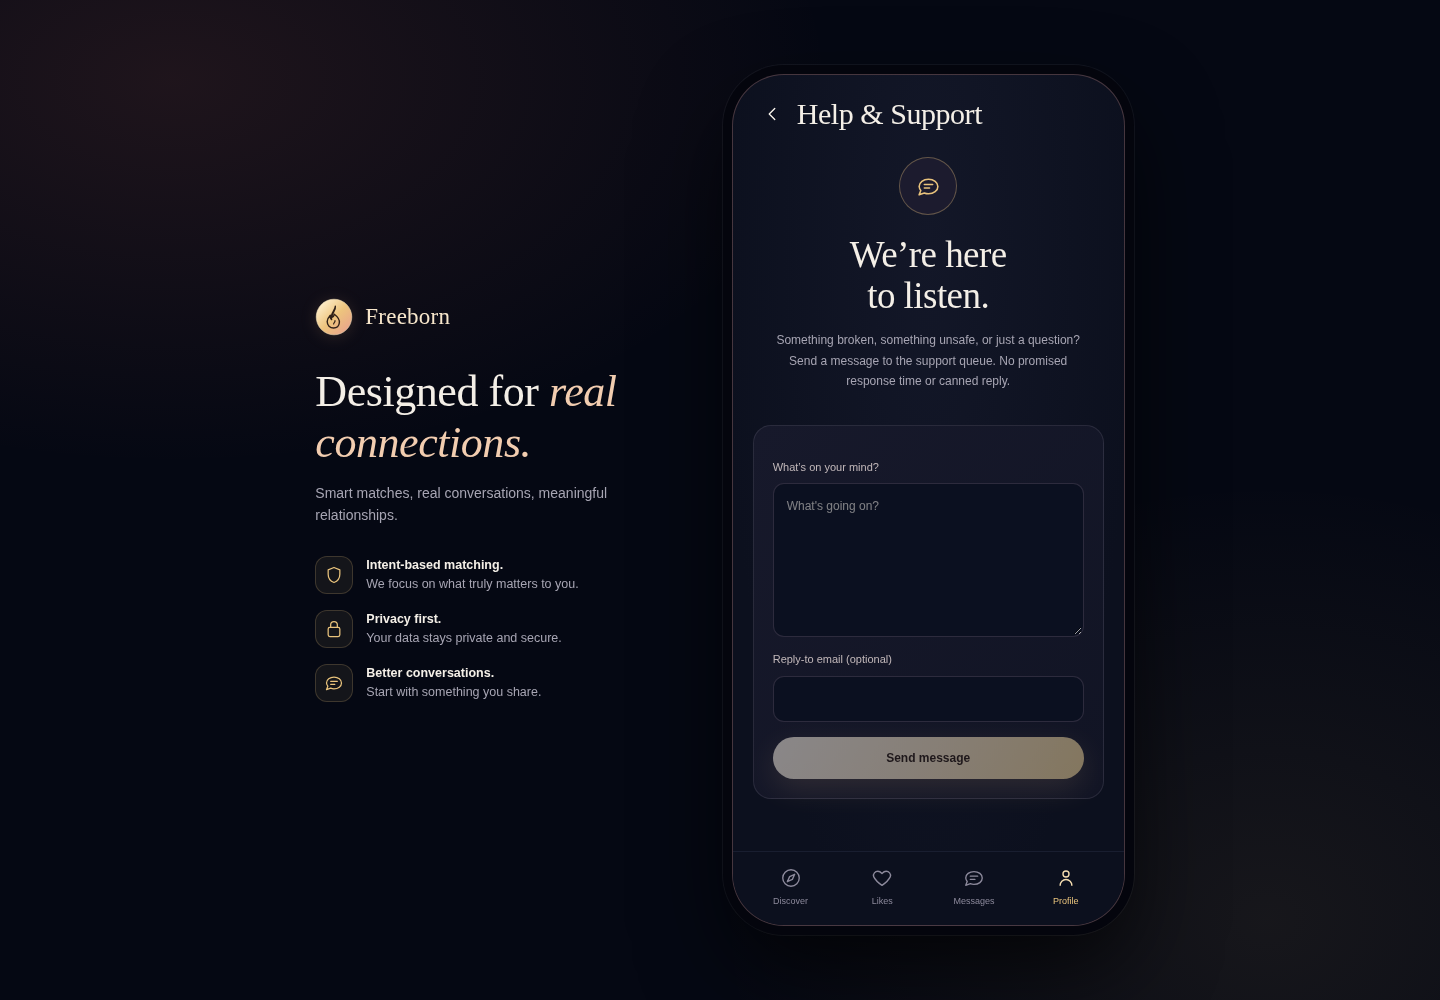 Freeborn
Designed for real
connections.
Smart matches, real conversations, meaningful
relationships.
Intent-based matching.
We focus on what truly matters to you.
Privacy first.
Your data stays private and secure.
Better conversations.
Start with something you share.
Help & Support
We’re here
to listen.
Something broken, something unsafe, or just a question?
Send a message to the support queue. No promised
response time or canned reply.
What's on your mind?
What's going on?
Reply-to email (optional)
Send message
Discover
Likes
Messages
Profile